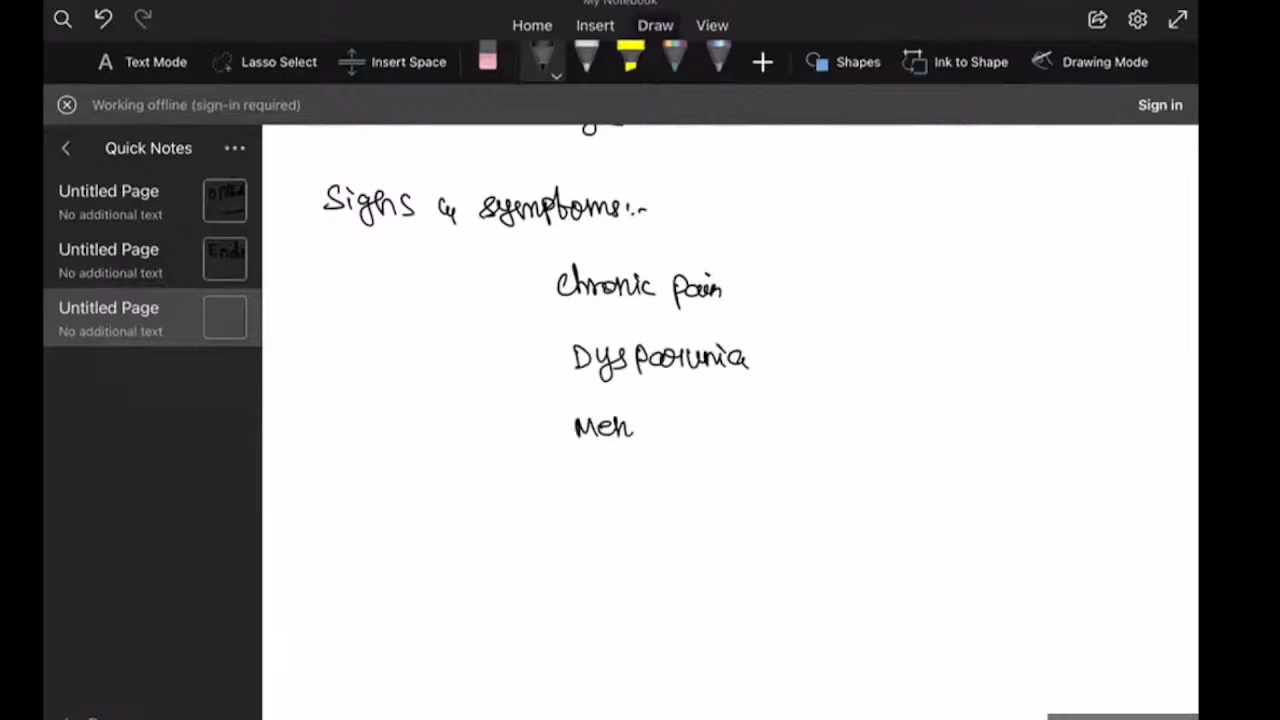 My Notebook
Home Insert Draw View
Text Mode Lasso Select Insert Space Shapes Ink to Shape Drawing Mode
Working offline (sign-in required) Sign in
Quick Notes
Untitled Page
No additional text
Untitled Page
No additional text
Untitled Page
No additional text
Signs & symptoms:-
Chronic pain
Dysparunia
Men